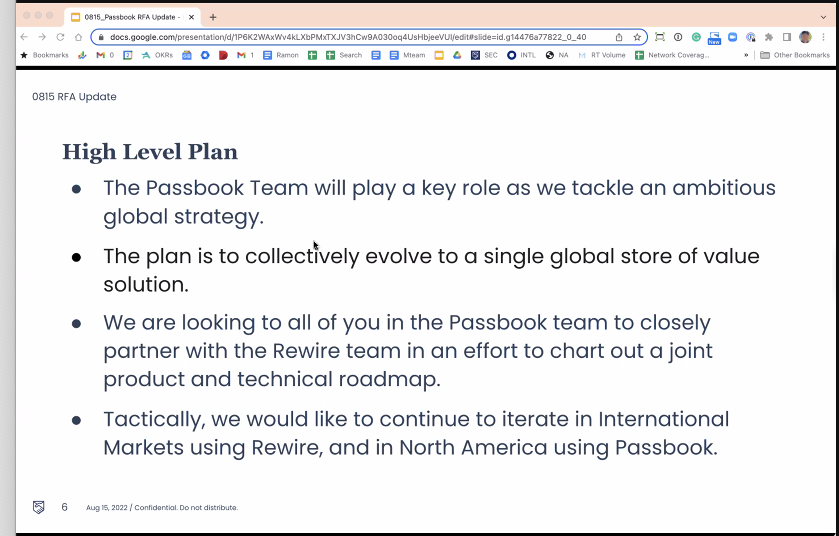 0815_Passbook RFA Update -
docs.google.com/presentation/d/1P6K2WAxWv4kLXbPMxTXJV3hCw9A030oq4UsHbjeeVUI/edit#slide=id.g14476a77822_0_40
New
Bookmarks M 0 OKRs M 1 Ramon Search Mteam SEC INTL NA RT Volume Network Coverag... » Other Bookmarks
0815 RFA Update
High Level Plan
● The Passbook Team will play a key role as we tackle an ambitious
global strategy.
● The plan is to collectively evolve to a single global store of value
solution.
● We are looking to all of you in the Passbook team to closely
partner with the Rewire team in an effort to chart out a joint
product and technical roadmap.
● Tactically, we would like to continue to iterate in International
Markets using Rewire, and in North America using Passbook.
6 Aug 15, 2022 / Confidential. Do not distribute.